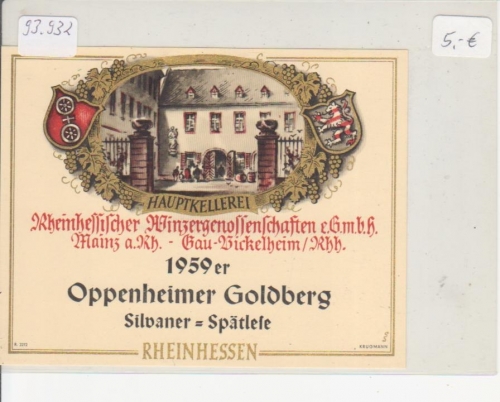 93.932
5,-€
HAUPTKELLEREI
Rheinhessischer Winzergenossenschaften e.G.m.b.H.
Mainz a.Rh. - Gau-Bickelheim/Rhh.
1959er
Oppenheimer Goldberg
Silvaner = Spätlese
RHEINHESSEN